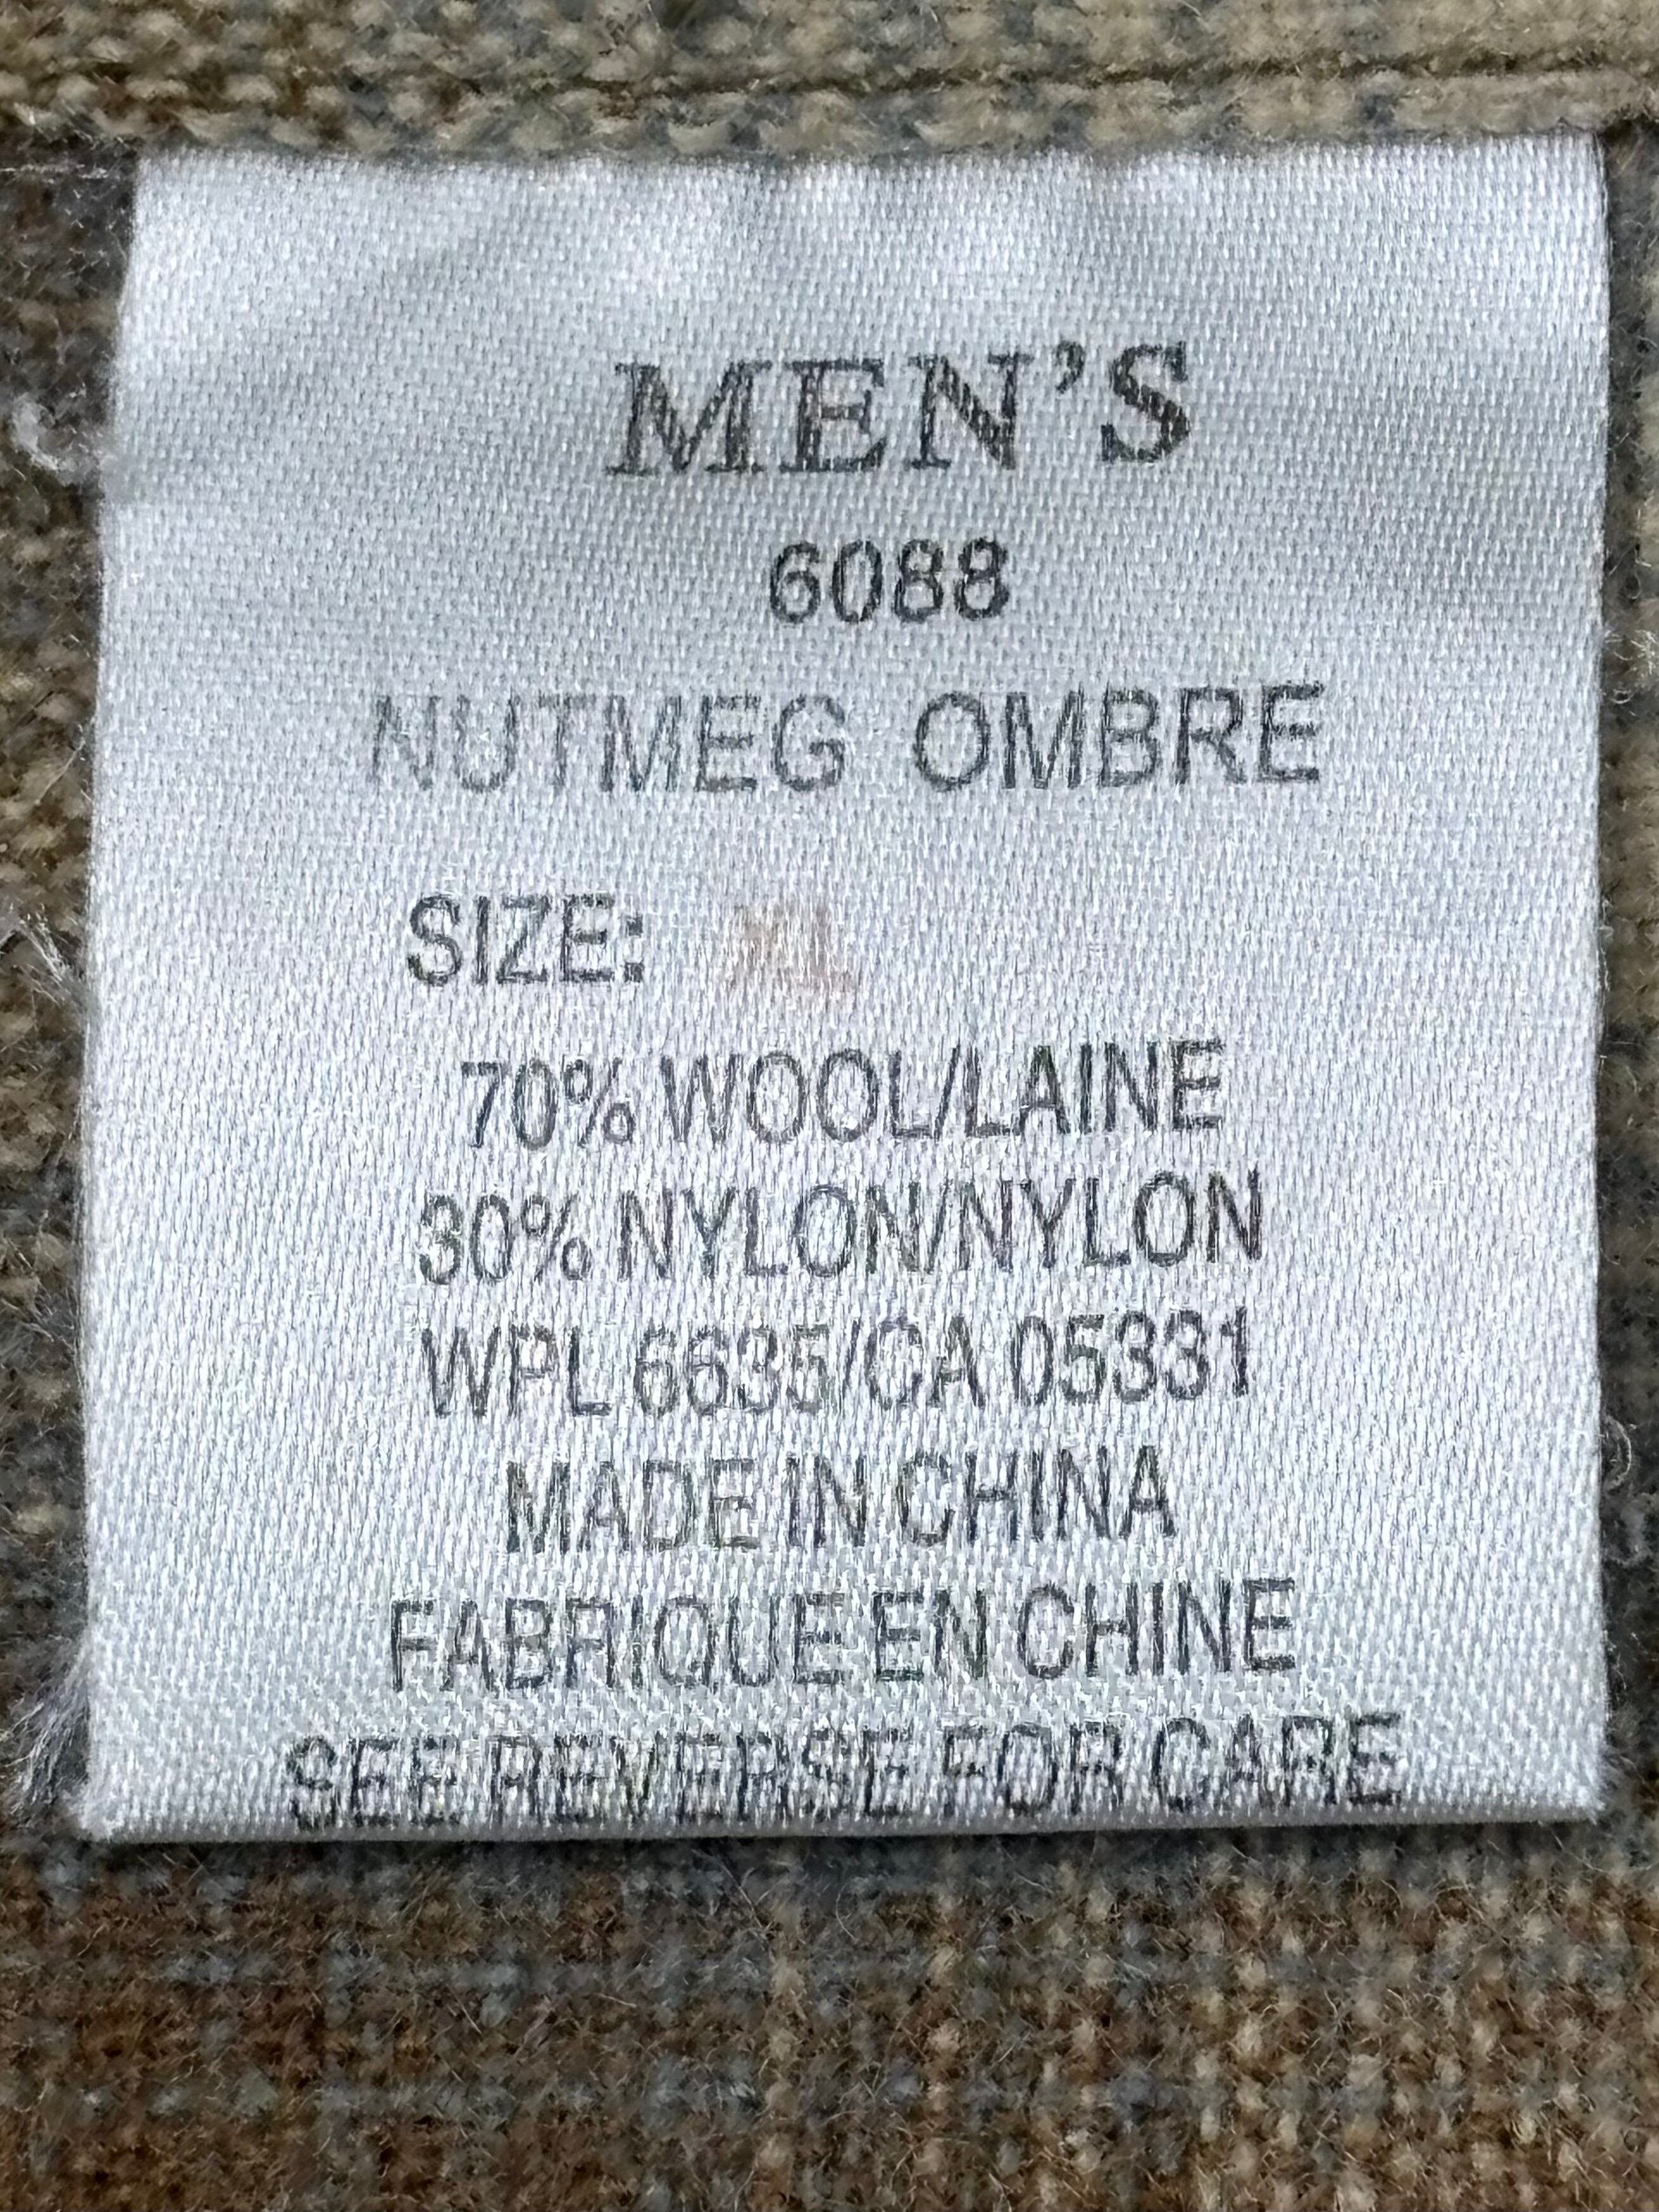 MEN'S
6088
NUTMEG OMBRE
SIZE: XL
70% WOOL/LAINE
30% NYLON/NYLON
WPL 6635/CA 05331
MADE IN CHINA
FABRIQUE EN CHINE
SEE REVERSE FOR CARE